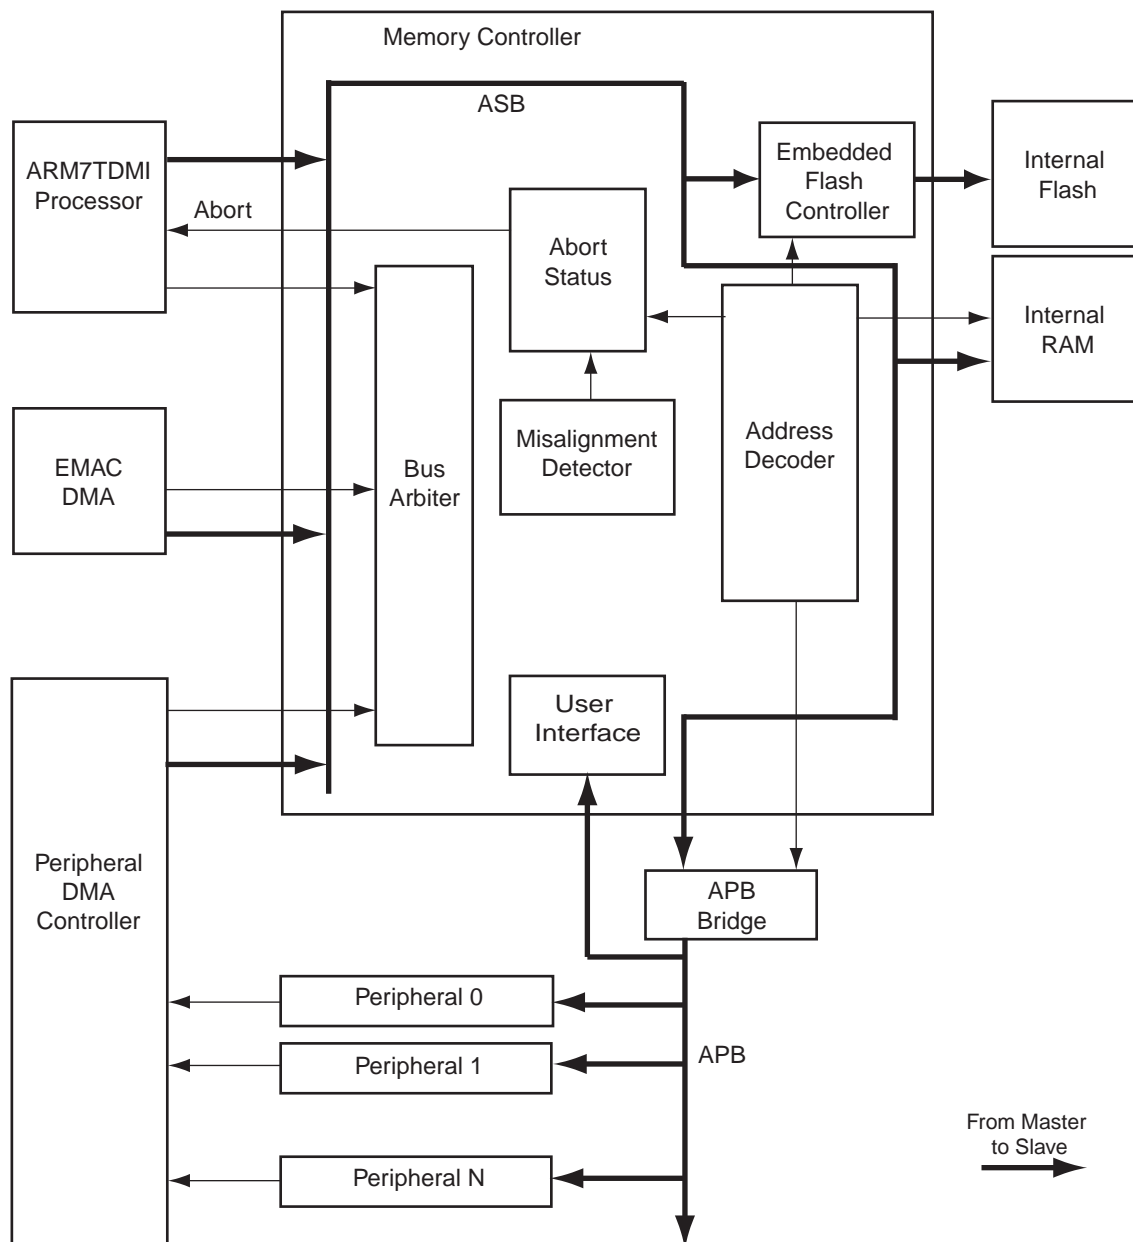 Memory Controller
ASB
ARM7TDMI
Processor
Abort
Embedded
Flash
Controller
Internal
Flash
Abort
Status
Internal
RAM
Misalignment
Detector
Address
Decoder
EMAC
DMA
Bus
Arbiter
User
Interface
Peripheral
DMA
Controller
APB
Bridge
Peripheral 0
Peripheral 1
APB
Peripheral N
From Master
to Slave